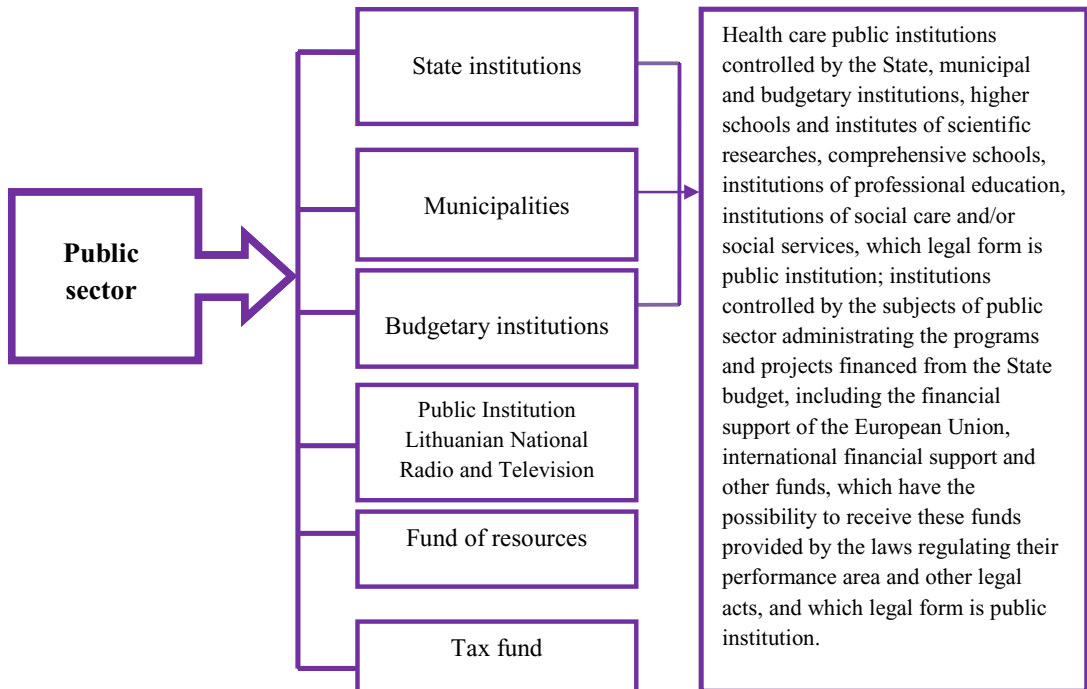 Public
sector
State institutions
Municipalities
Budgetary institutions
Public Institution
Lithuanian National
Radio and Television
Fund of resources
Tax fund
Health care public institutions
controlled by the State, municipal
and budgetary institutions, higher
schools and institutes of scientific
researches, comprehensive schools,
institutions of professional education,
institutions of social care and/or
social services, which legal form is
public institution; institutions
controlled by the subjects of public
sector administrating the programs
and projects financed from the State
budget, including the financial
support of the European Union,
international financial support and
other funds, which have the
possibility to receive these funds
provided by the laws regulating their
performance area and other legal
acts, and which legal form is public
institution.